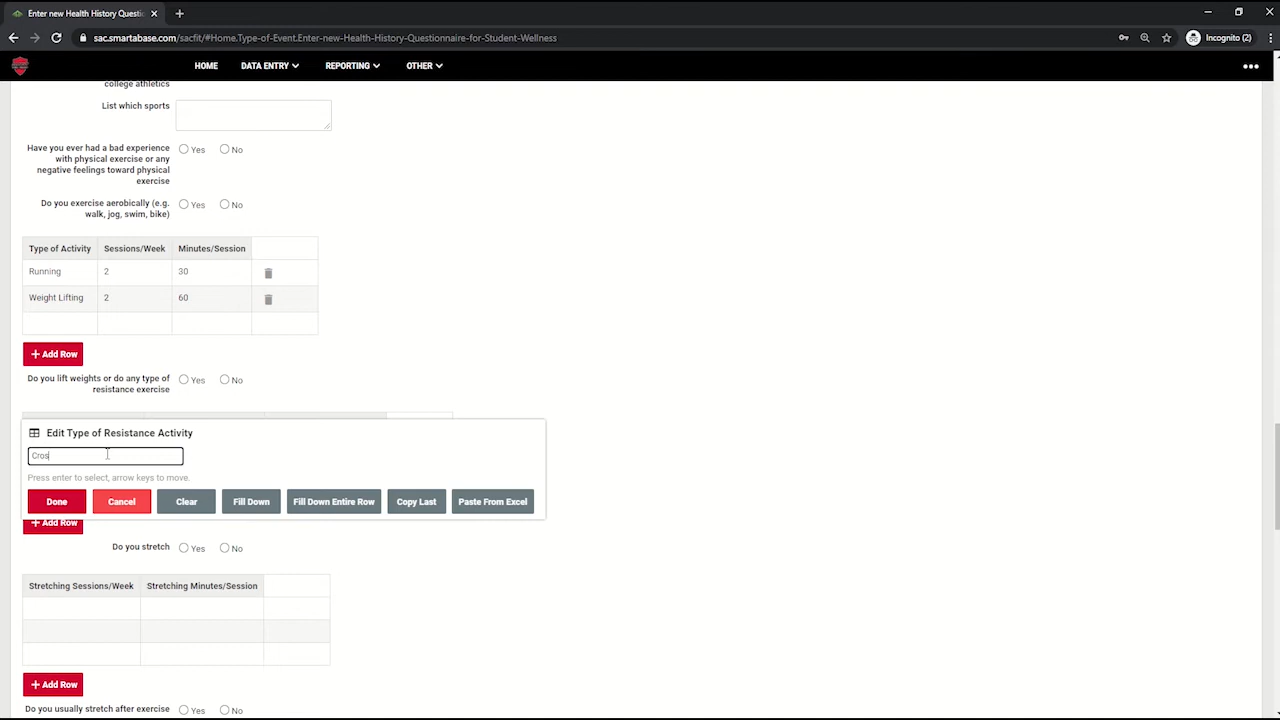 Enter new Health History Questi
sac.smartabase.com/sacfit/#Home.Type-of-Event.Enter-new-Health-History-Questionnaire-for-Student-Wellness
Incognito (2)
HOME DATA ENTRY REPORTING OTHER
college athletics
List which sports
Have you ever had a bad experience
with physical exercise or any
negative feelings toward physical
exercise
Yes No
Do you exercise aerobically (e.g.
walk, jog, swim, bike)
Yes No
Type of Activity Sessions/Week Minutes/Session
Running 2 30
Weight Lifting 2 60
+ Add Row
Do you lift weights or do any type of
resistance exercise
Yes No
Edit Type of Resistance Activity
Cros
Press enter to select, arrow keys to move.
Done Cancel Clear Fill Down Fill Down Entire Row Copy Last Paste From Excel
+ Add Row
Do you stretch Yes No
Stretching Sessions/Week Stretching Minutes/Session
+ Add Row
Do you usually stretch after exercise Yes No